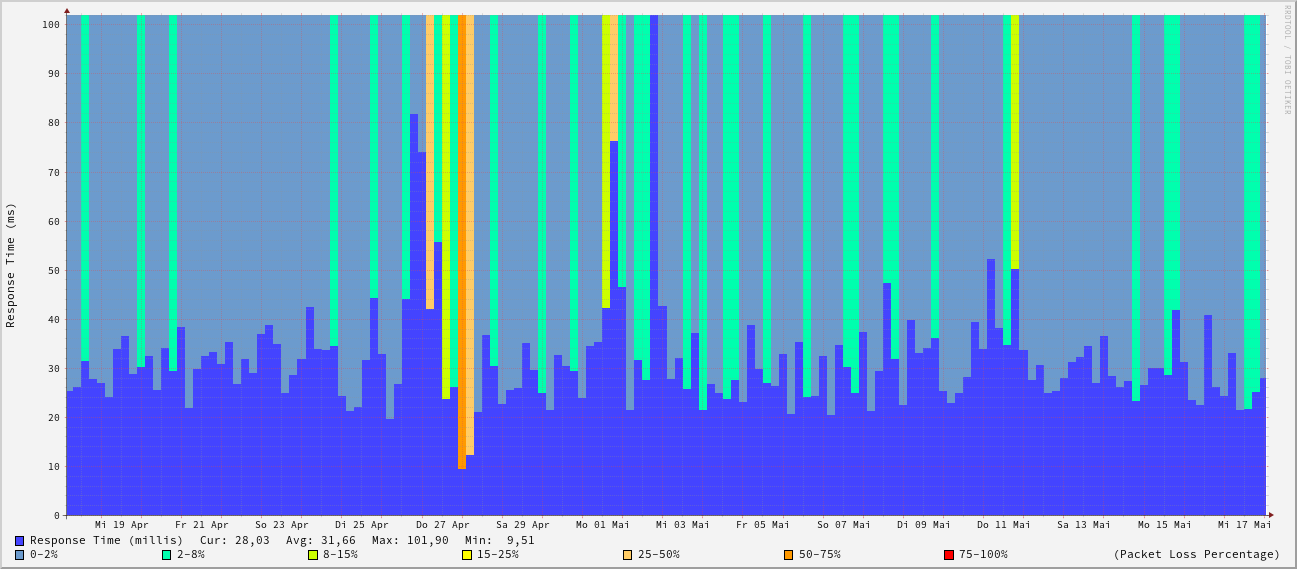 RRDTOOL / TOBI OETIKER
Response Time (ms)
100
90
80
70
60
50
40
30
20
10
0
Mi 19 Apr Fr 21 Apr So 23 Apr Di 25 Apr Do 27 Apr Sa 29 Apr Mo 01 Mai Mi 03 Mai Fr 05 Mai So 07 Mai Di 09 Mai Do 11 Mai Sa 13 Mai Mo 15 Mai Mi 17 Mai
Response Time (millis) Cur: 28,03 Avg: 31,66 Max: 101,90 Min: 9,51
0-2% 2-8% 8-15% 15-25% 25-50% 50-75% 75-100% (Packet Loss Percentage)